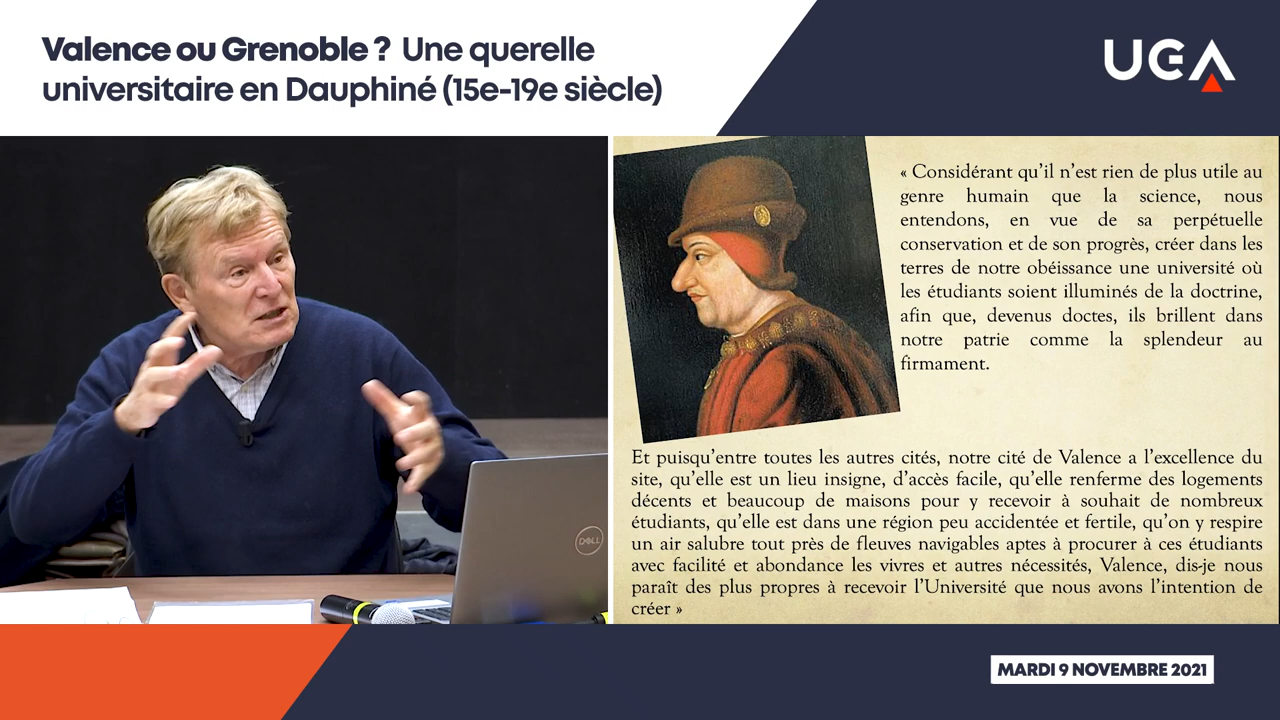 Valence ou Grenoble ? Une querelle
universitaire en Dauphiné (15e-19e siècle)
UGA
« Considérant qu'il n'est rien de plus utile au
genre humain que la science, nous
entendons, en vue de sa perpétuelle
conservation et de son progrès, créer dans les
terres de notre obéissance une université où
les étudiants soient illuminés de la doctrine,
afin que, devenus doctes, ils brillent dans
notre patrie comme la splendeur au
firmament.
Et puisqu'entre toutes les autres cités, notre cité de Valence a l'excellence du
site, qu'elle est un lieu insigne, d'accès facile, qu'elle renferme des logements
décents et beaucoup de maisons pour y recevoir à souhait de nombreux
étudiants, qu'elle est dans une région peu accidentée et fertile, qu'on y respire
un air salubre tout près de fleuves navigables aptes à procurer à ces étudiants
avec facilité et abondance les vivres et autres nécessités, Valence, dis-je nous
paraît des plus propres à recevoir l'Université que nous avons l'intention de
créer »
DELL
MARDI 9 NOVEMBRE 2021